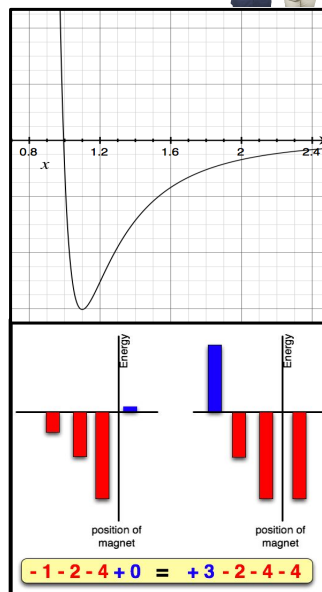 0.8 1.2 1.6 2 2.4
x
Energy Energy
position of magnet position of magnet
- 1 - 2 - 4 + 0 = + 3 - 2 - 4 - 4